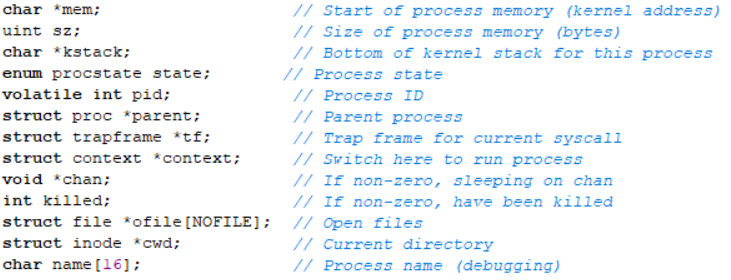 char *mem; // Start of process memory (kernel address)
uint sz; // Size of process memory (bytes)
char *kstack; // Bottom of kernel stack for this process
enum procstate state; // Process state
volatile int pid; // Process ID
struct proc *parent; // Parent process
struct trapframe *tf; // Trap frame for current syscall
struct context *context; // Switch here to run process
void *chan; // If non-zero, sleeping on chan
int killed; // If non-zero, have been killed
struct file *ofile[NOFILE]; // Open files
struct inode *cwd; // Current directory
char name[16]; // Process name (debugging)